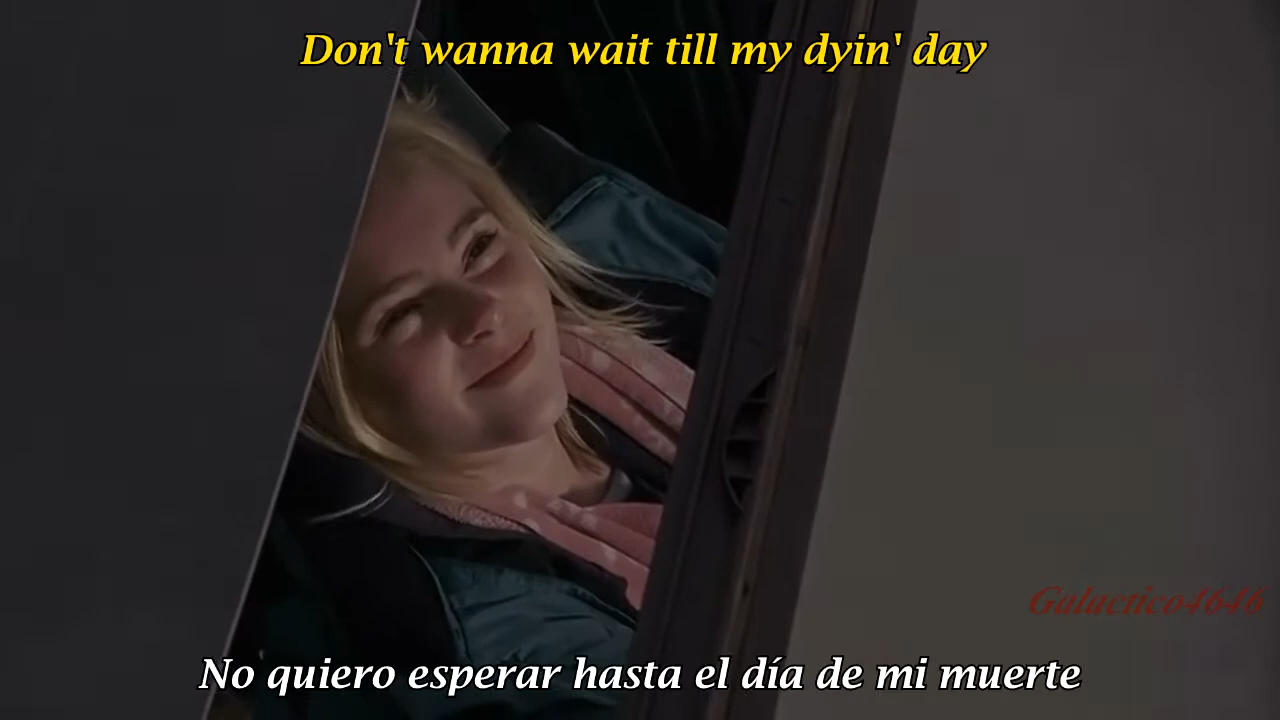 Don't wanna wait till my dyin' day
Galactico4646
No quiero esperar hasta el día de mi muerte